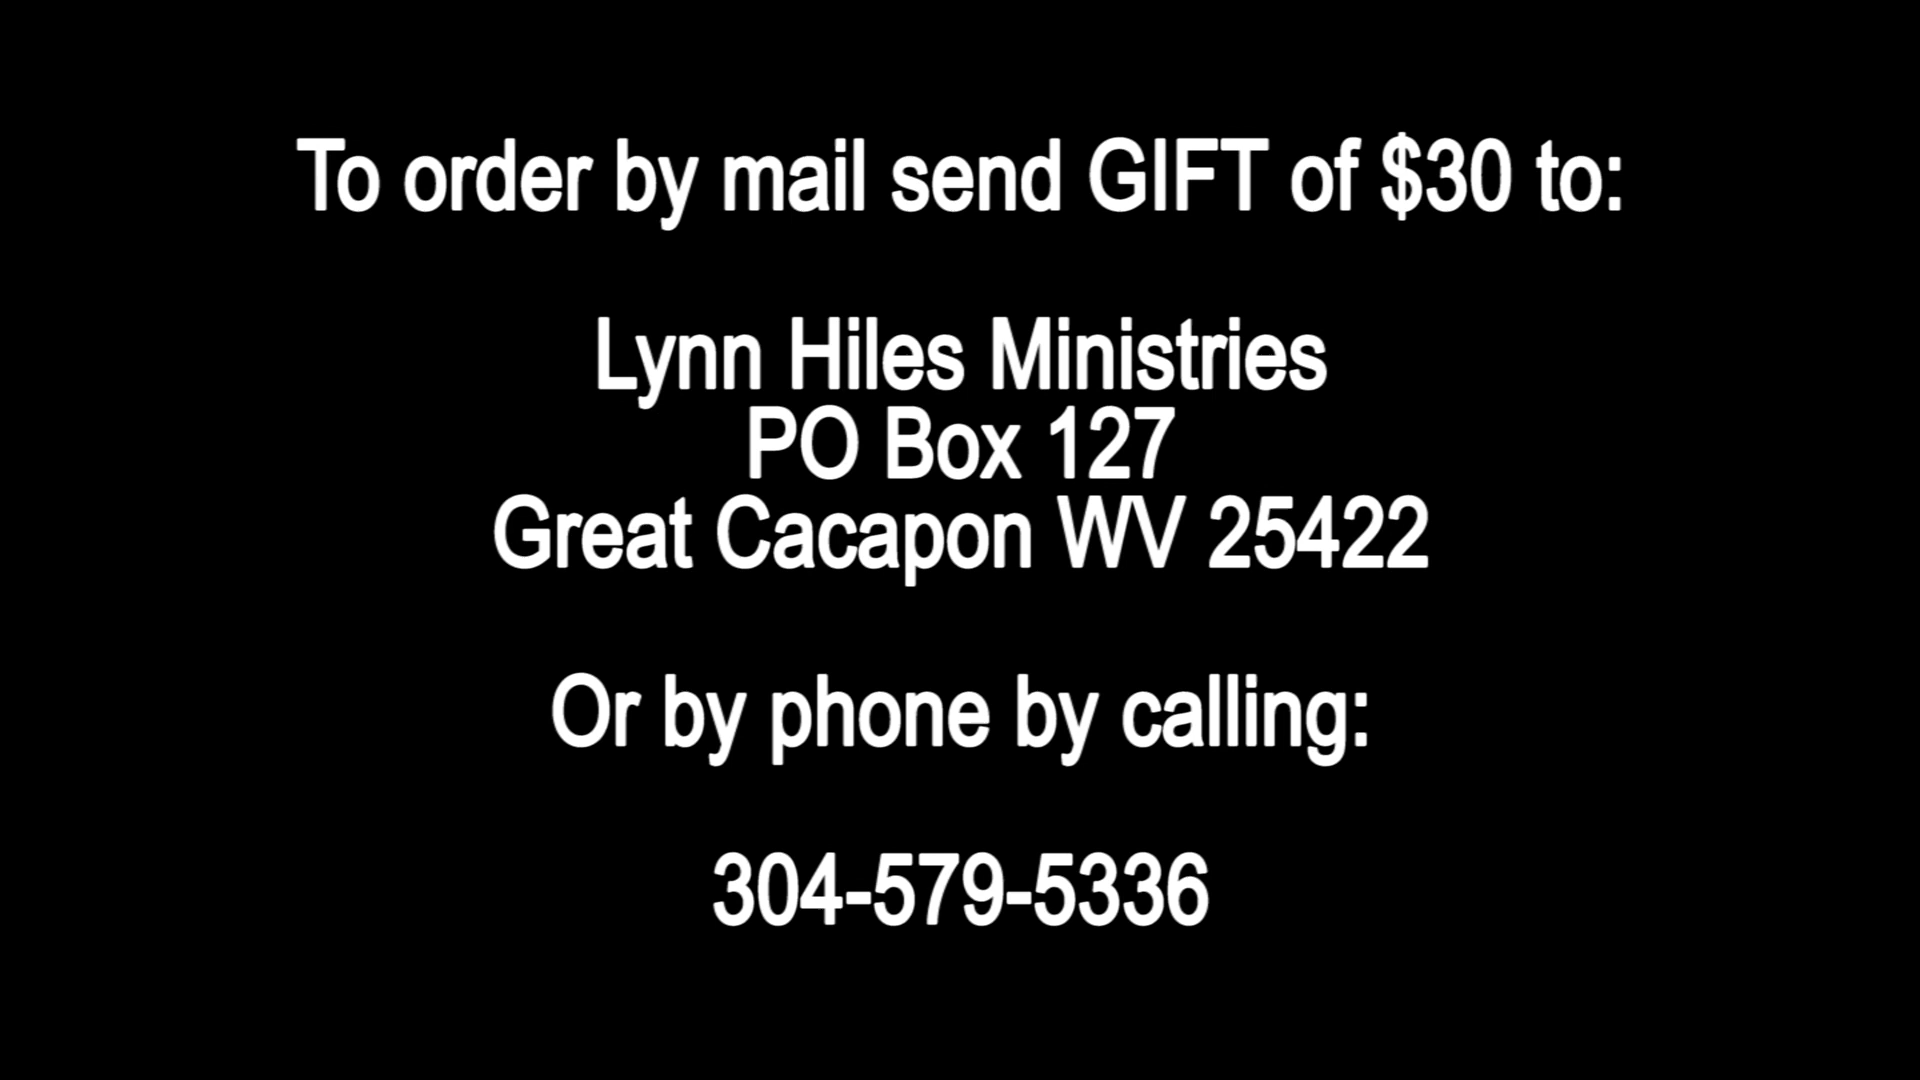 To order by mail send GIFT of $30 to:
Lynn Hiles Ministries
PO Box 127
Great Cacapon WV 25422
Or by phone by calling:
304-579-5336